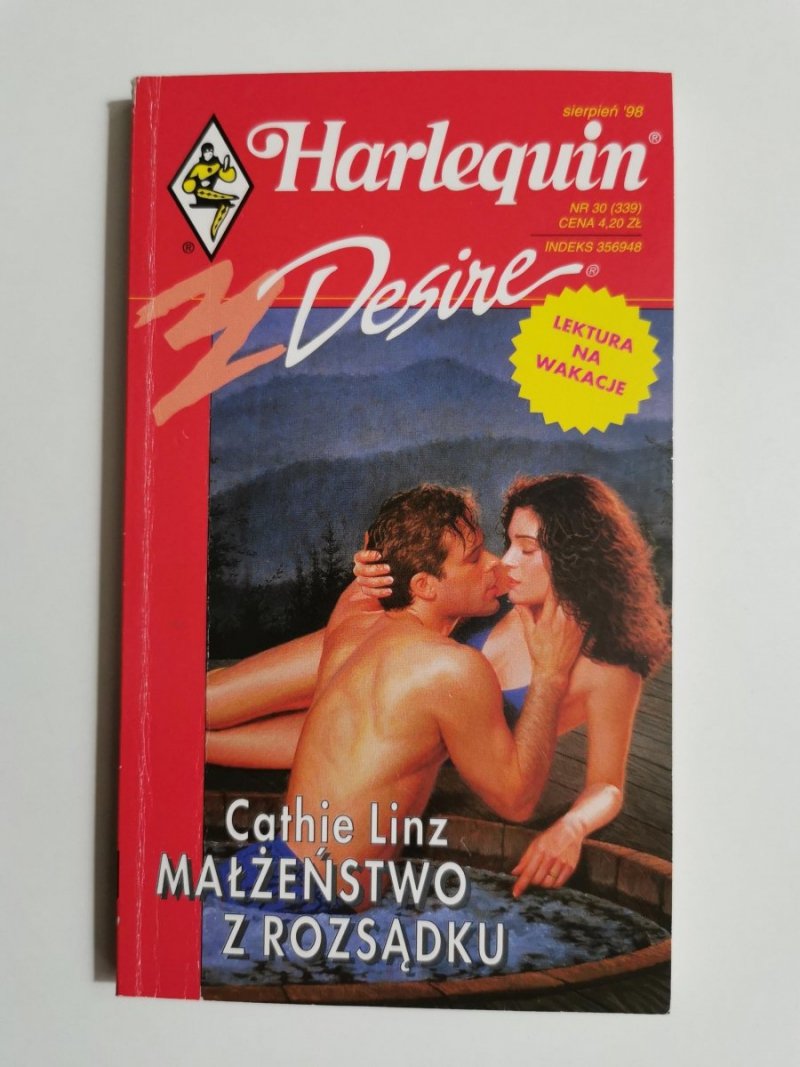 sierpień '98
Harlequin®
NR 30 (339)
CENA 4,20 ZŁ
INDEKS 356948
®
Desire®
LEKTURA
NA
WAKACJE
Cathie Linz
MAŁŻEŃSTWO
Z ROZSĄDKU